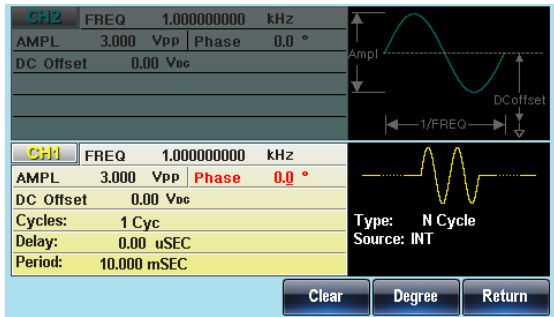 CH2 FREQ 1.000000000 kHz
AMPL 3.000 VPP Phase 0.0 °
DC Offset 0.00 VDC
Ampl
DCoffset
1/FREQ
CH1 FREQ 1.000000000 kHz
AMPL 3.000 VPP Phase 0.0 °
DC Offset 0.00 VDC
Cycles: 1 Cyc
Delay: 0.00 uSEC
Period: 10.000 mSEC
Type: N Cycle
Source: INT
Clear Degree Return